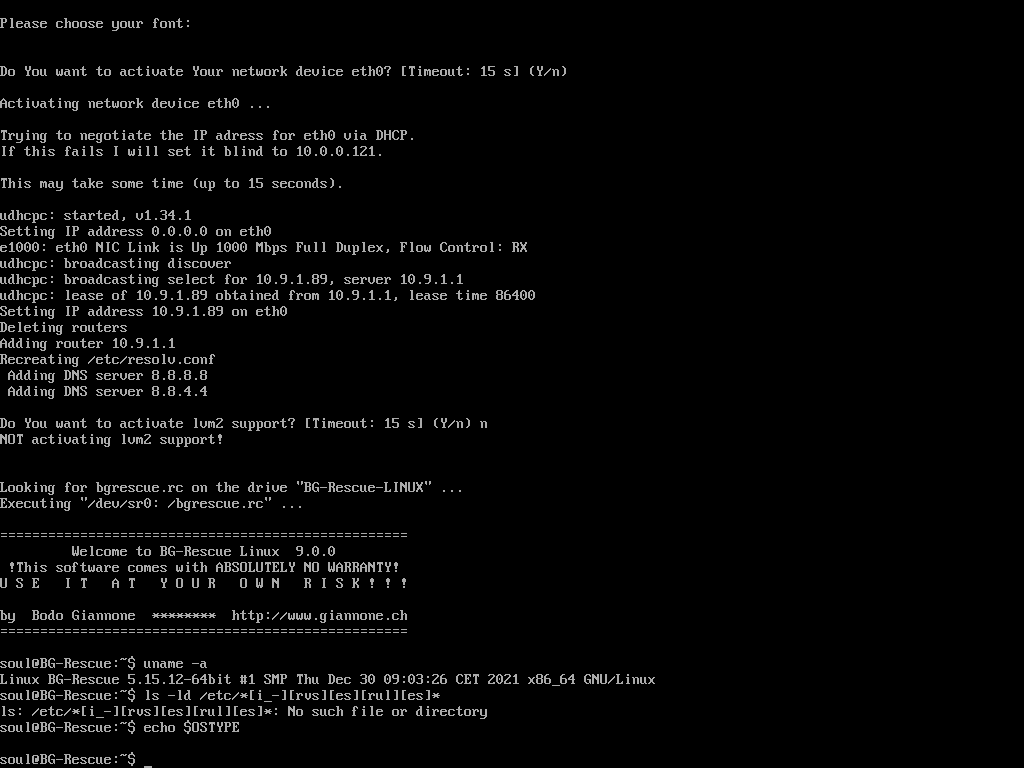 Please choose your font:
Do You want to activate Your network device eth0? [Timeout: 15 s] (Y/n)
Activating network device eth0 ...
Trying to negotiate the IP adress for eth0 via DHCP.
If this fails I will set it blind to 10.0.0.121.
This may take some time (up to 15 seconds).
udhcpc: started, v1.34.1
Setting IP address 0.0.0.0 on eth0
e1000: eth0 NIC Link is Up 1000 Mbps Full Duplex, Flow Control: RX
udhcpc: broadcasting discover
udhcpc: broadcasting select for 10.9.1.89, server 10.9.1.1
udhcpc: lease of 10.9.1.89 obtained from 10.9.1.1, lease time 86400
Setting IP address 10.9.1.89 on eth0
Deleting routers
Adding router 10.9.1.1
Recreating /etc/resolv.conf
 Adding DNS server 8.8.8.8
 Adding DNS server 8.8.4.4
Do You want to activate lvm2 support? [Timeout: 15 s] (Y/n) n
NOT activating lvm2 support!
Looking for bgrescue.rc on the drive "BG-Rescue-LINUX" ...
Executing "/dev/sr0: /bgrescue.rc" ...
===================================================
         Welcome to BG-Rescue Linux  9.0.0
 !This software comes with ABSOLUTELY NO WARRANTY!
U S E   I T   A T   Y O U R   O W N   R I S K ! ! !
by  Bodo Giannone  ********  http://www.giannone.ch
===================================================
soul@BG-Rescue:~$ uname -a
Linux BG-Rescue 5.15.12-64bit #1 SMP Thu Dec 30 09:03:26 CET 2021 x86_64 GNU/Linux
soul@BG-Rescue:~$ ls -ld /etc/*[i_-][rvs][es][rul][es]*
ls: /etc/*[i_-][rvs][es][rul][es]*: No such file or directory
soul@BG-Rescue:~$ echo $OSTYPE
soul@BG-Rescue:~$ _